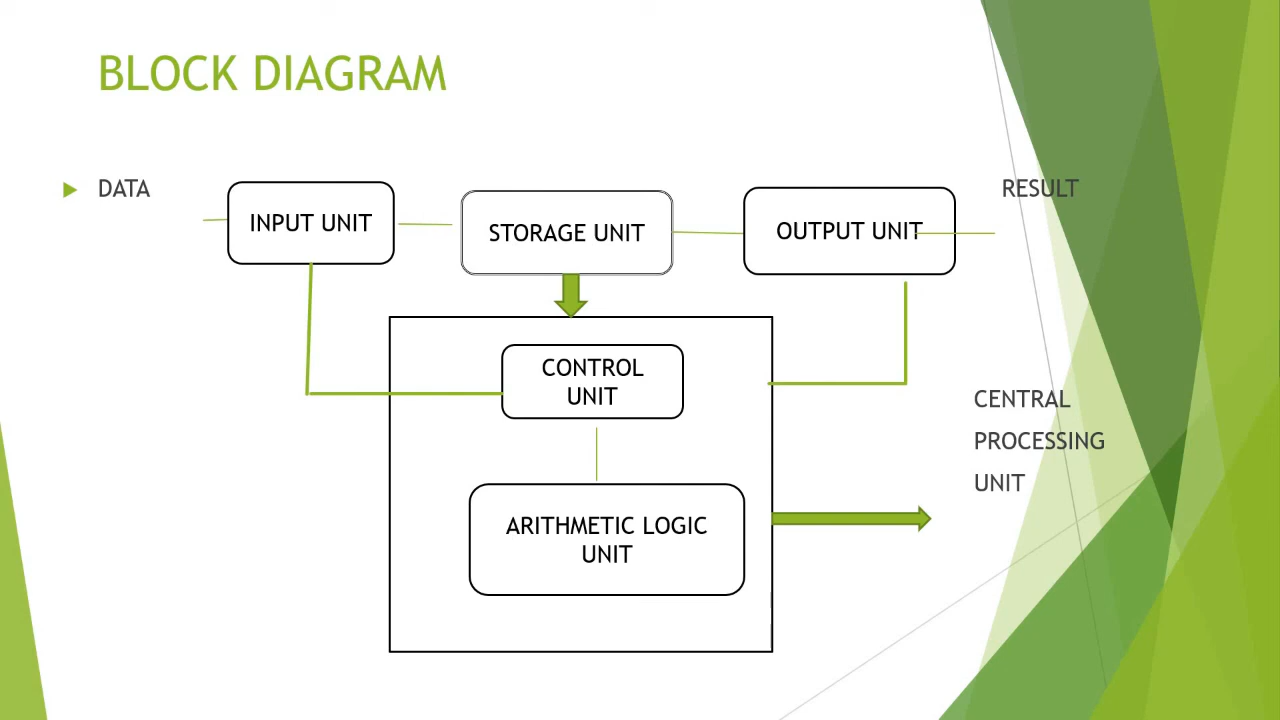 BLOCK DIAGRAM
DATA
INPUT UNIT
STORAGE UNIT
OUTPUT UNIT
RESULT
CONTROL
UNIT
ARITHMETIC LOGIC
UNIT
CENTRAL
PROCESSING
UNIT